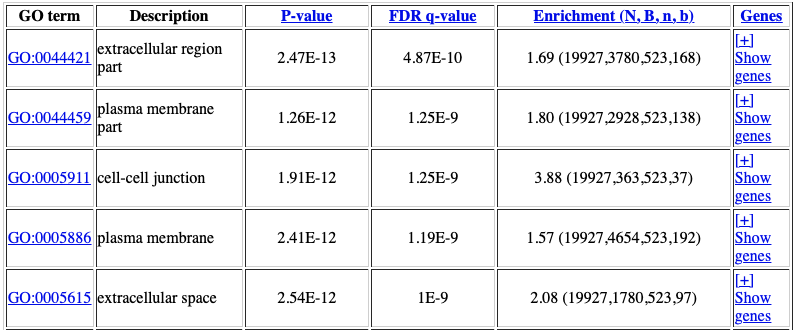 GO term Description P-value FDR q-value Enrichment (N, B, n, b) Genes
GO:0044421 extracellular region part 2.47E-13 4.87E-10 1.69 (19927,3780,523,168) [+] Show genes
GO:0044459 plasma membrane part 1.26E-12 1.25E-9 1.80 (19927,2928,523,138) [+] Show genes
GO:0005911 cell-cell junction 1.91E-12 1.25E-9 3.88 (19927,363,523,37) [+] Show genes
GO:0005886 plasma membrane 2.41E-12 1.19E-9 1.57 (19927,4654,523,192) [+] Show genes
GO:0005615 extracellular space 2.54E-12 1E-9 2.08 (19927,1780,523,97) [+] Show genes